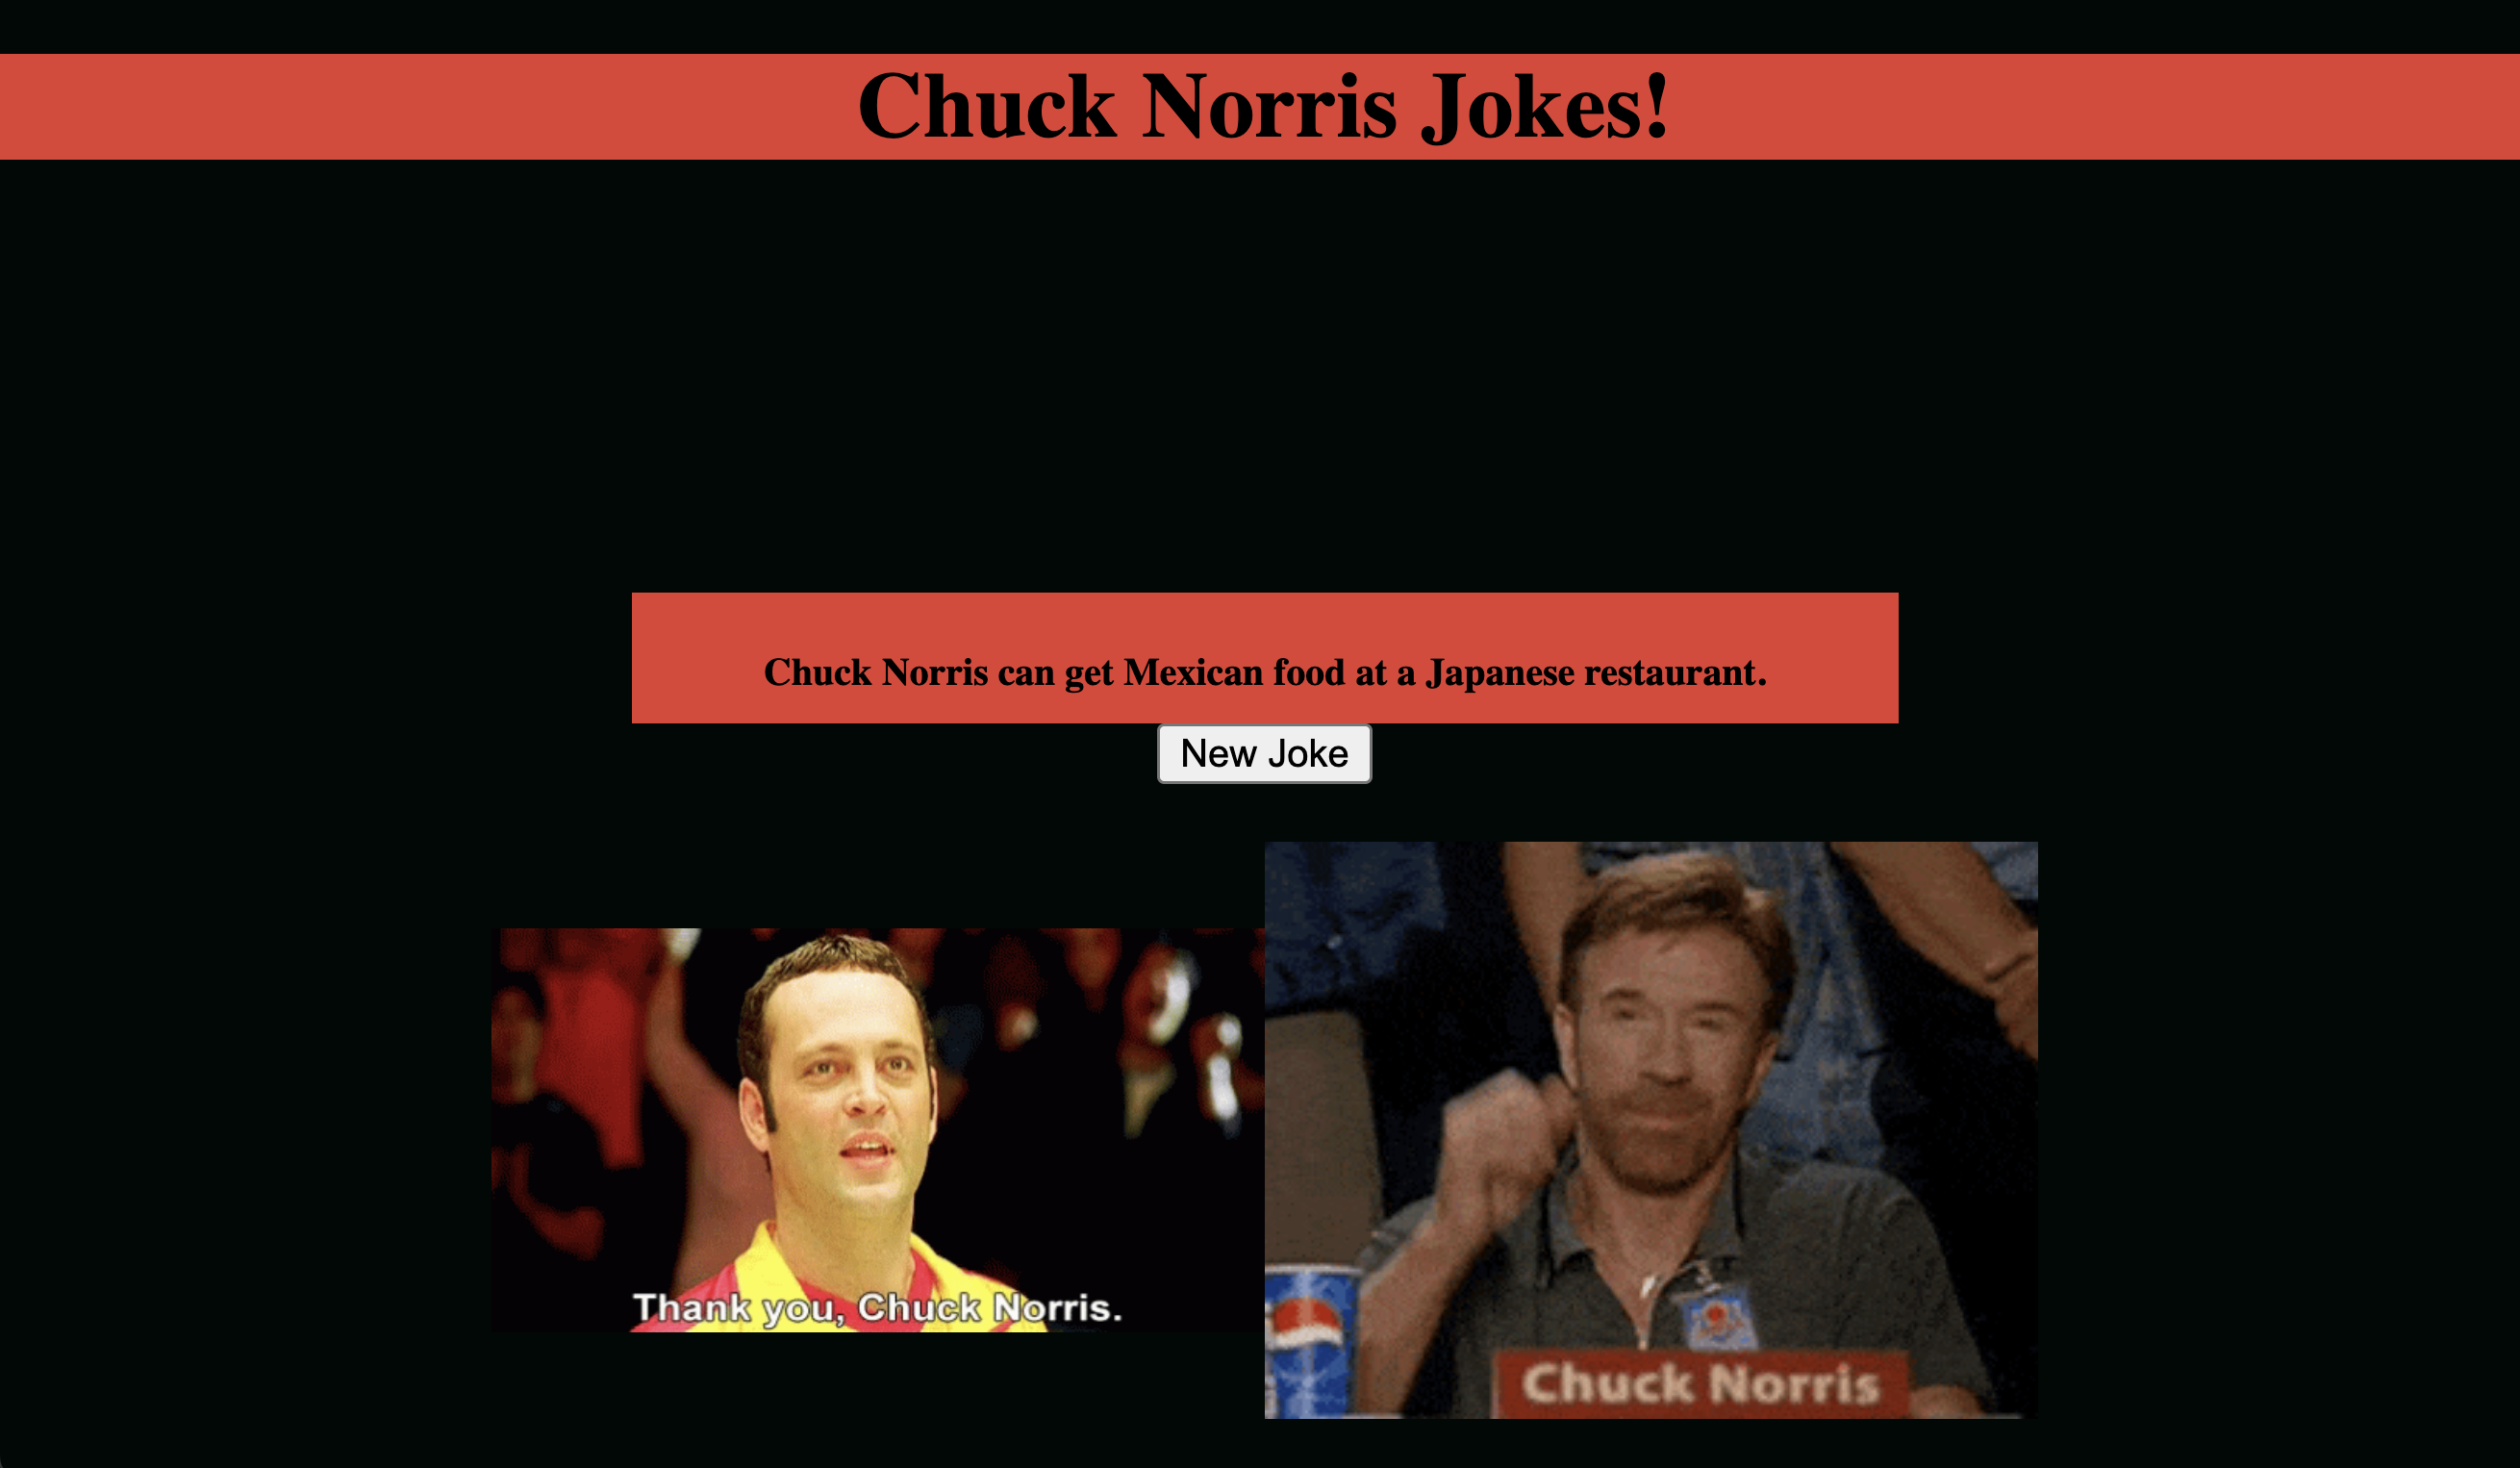 Chuck Norris Jokes!
Chuck Norris can get Mexican food at a Japanese restaurant.
New Joke
Thank you, Chuck Norris.
Chuck Norris